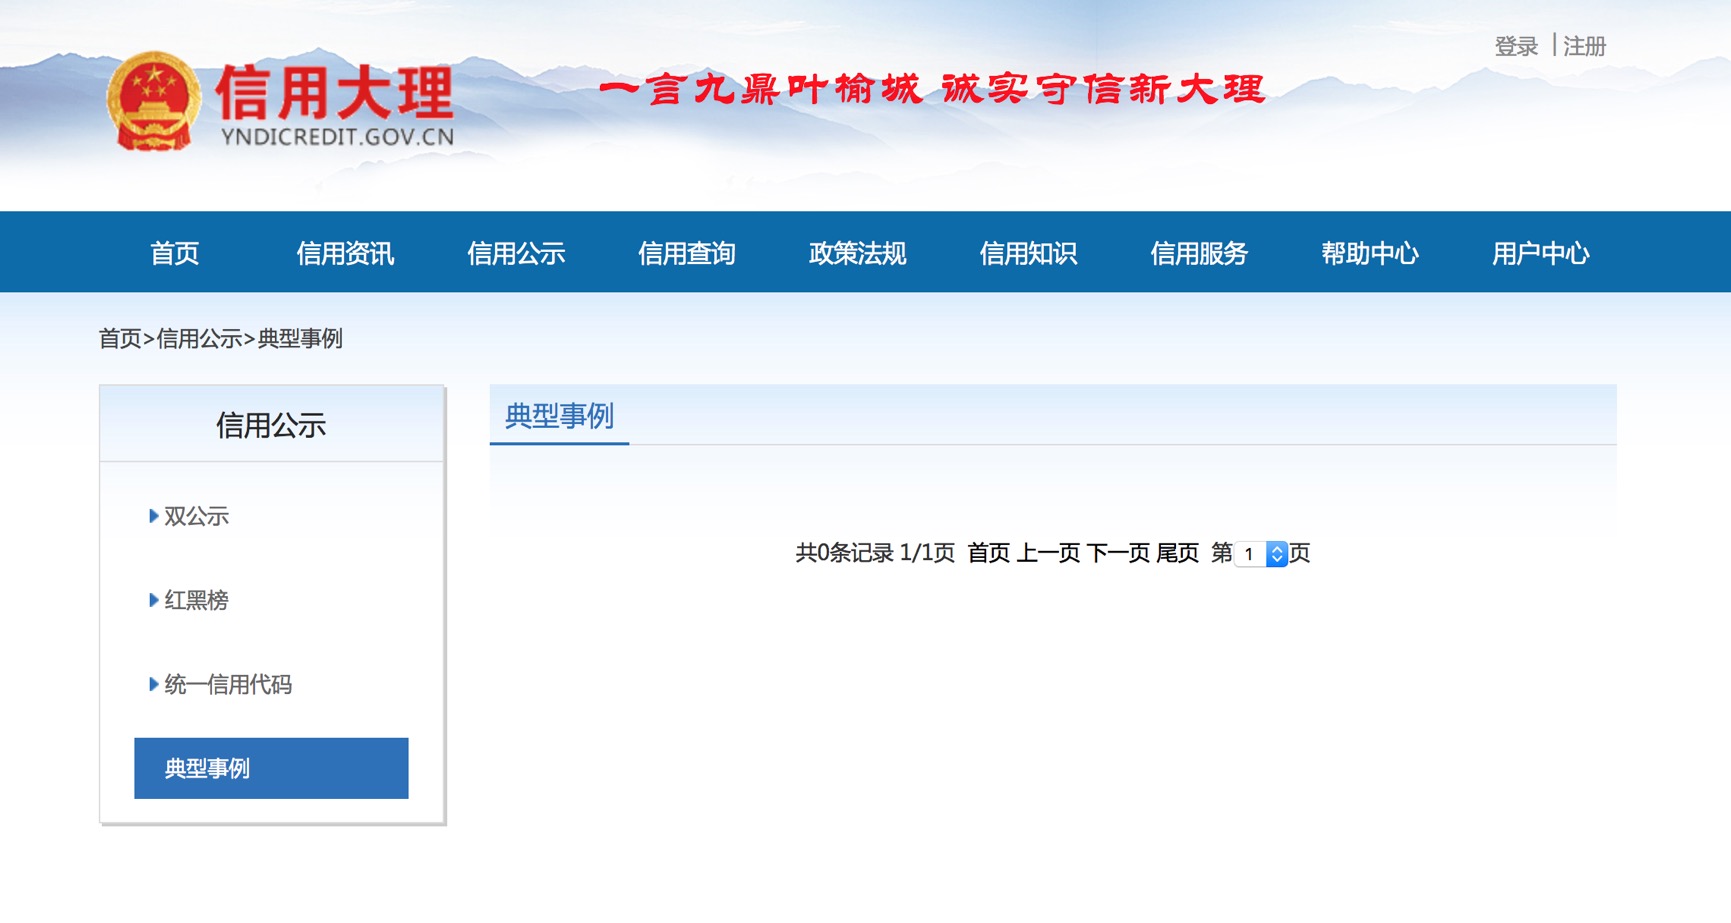 登录 | 注册
信用大理
YNDICREDIT.GOV.CN
一言九鼎叶榆城 诚实守信新大理
首页 信用资讯 信用公示 信用查询 政策法规 信用知识 信用服务 帮助中心 用户中心
首页>信用公示>典型事例
信用公示
双公示
红黑榜
统一信用代码
典型事例
典型事例
共0条记录 1/1页 首页 上一页 下一页 尾页 第1页